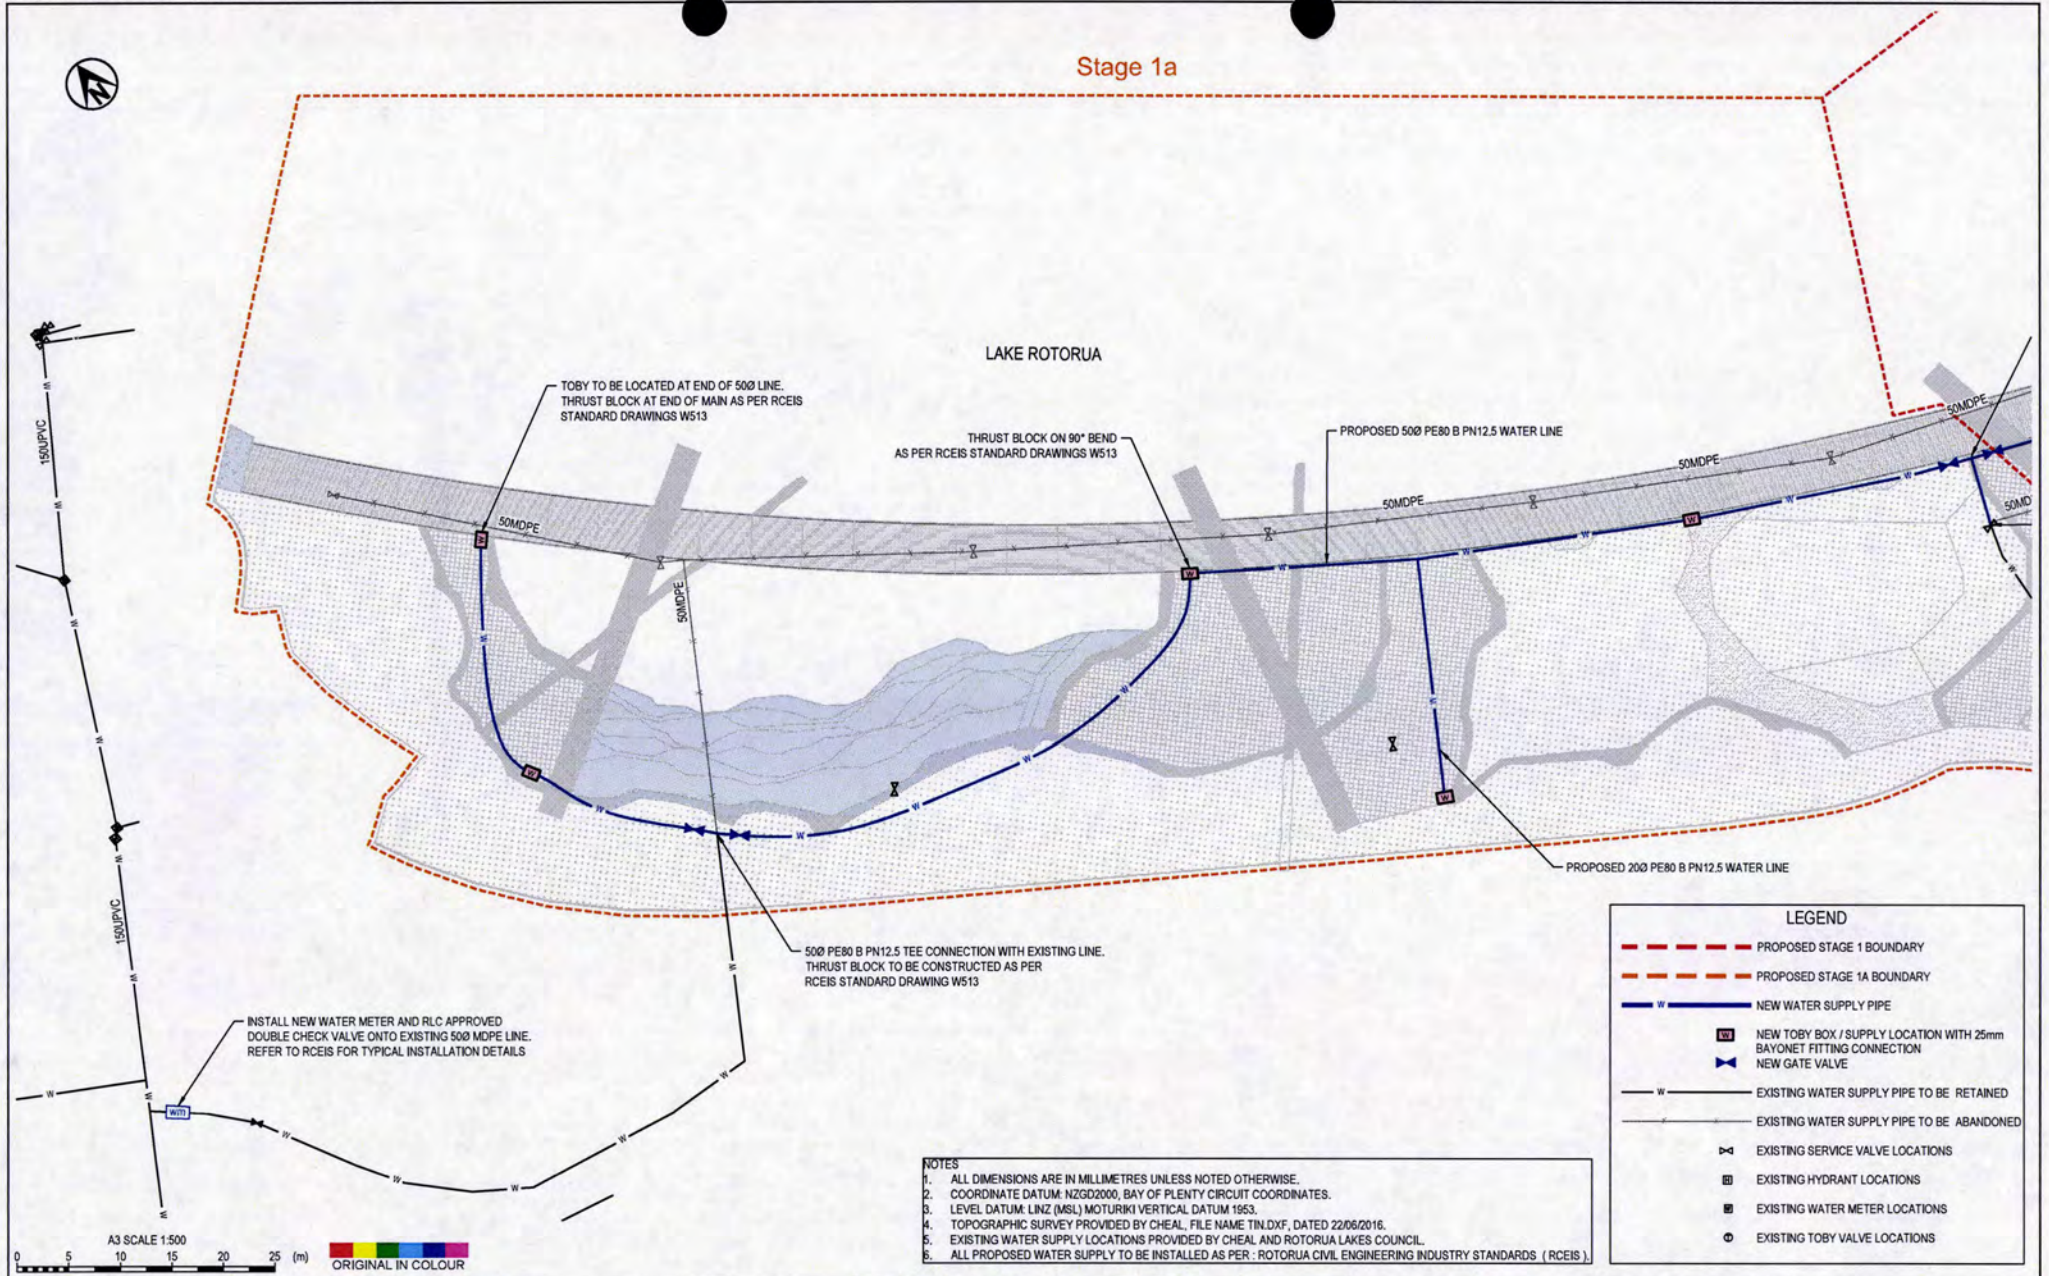 Stage 1a
N
LAKE ROTORUA
TOBY TO BE LOCATED AT END OF 50Ø LINE.
THRUST BLOCK AT END OF MAIN AS PER RCEIS
STANDARD DRAWINGS W513
THRUST BLOCK ON 90° BEND
AS PER RCEIS STANDARD DRAWINGS W513
PROPOSED 50Ø PE80 B PN12.5 WATER LINE
50MDPE
50MDPE
50MDPE
50MDPE
50MDPE
50MD
150UPVC
150UPVC
PROPOSED 20Ø PE80 B PN12.5 WATER LINE
50Ø PE80 B PN12.5 TEE CONNECTION WITH EXISTING LINE.
THRUST BLOCK TO BE CONSTRUCTED AS PER
RCEIS STANDARD DRAWING W513
INSTALL NEW WATER METER AND RLC APPROVED
DOUBLE CHECK VALVE ONTO EXISTING 50Ø MDPE LINE.
REFER TO RCEIS FOR TYPICAL INSTALLATION DETAILS
LEGEND
PROPOSED STAGE 1 BOUNDARY
PROPOSED STAGE 1A BOUNDARY
W NEW WATER SUPPLY PIPE
W NEW TOBY BOX / SUPPLY LOCATION WITH 25mm
BAYONET FITTING CONNECTION
NEW GATE VALVE
W EXISTING WATER SUPPLY PIPE TO BE RETAINED
EXISTING WATER SUPPLY PIPE TO BE ABANDONED
EXISTING SERVICE VALVE LOCATIONS
EXISTING HYDRANT LOCATIONS
EXISTING WATER METER LOCATIONS
EXISTING TOBY VALVE LOCATIONS
NOTES
1. ALL DIMENSIONS ARE IN MILLIMETRES UNLESS NOTED OTHERWISE.
2. COORDINATE DATUM: NZGD2000, BAY OF PLENTY CIRCUIT COORDINATES.
3. LEVEL DATUM: LINZ (MSL) MOTURIKI VERTICAL DATUM 1953.
4. TOPOGRAPHIC SURVEY PROVIDED BY CHEAL, FILE NAME TIN.DXF, DATED 22/06/2016.
5. EXISTING WATER SUPPLY LOCATIONS PROVIDED BY CHEAL AND ROTORUA LAKES COUNCIL.
6. ALL PROPOSED WATER SUPPLY TO BE INSTALLED AS PER : ROTORUA CIVIL ENGINEERING INDUSTRY STANDARDS ( RCEIS ).
A3 SCALE 1:500
0 5 10 15 20 25 (m)
ORIGINAL IN COLOUR